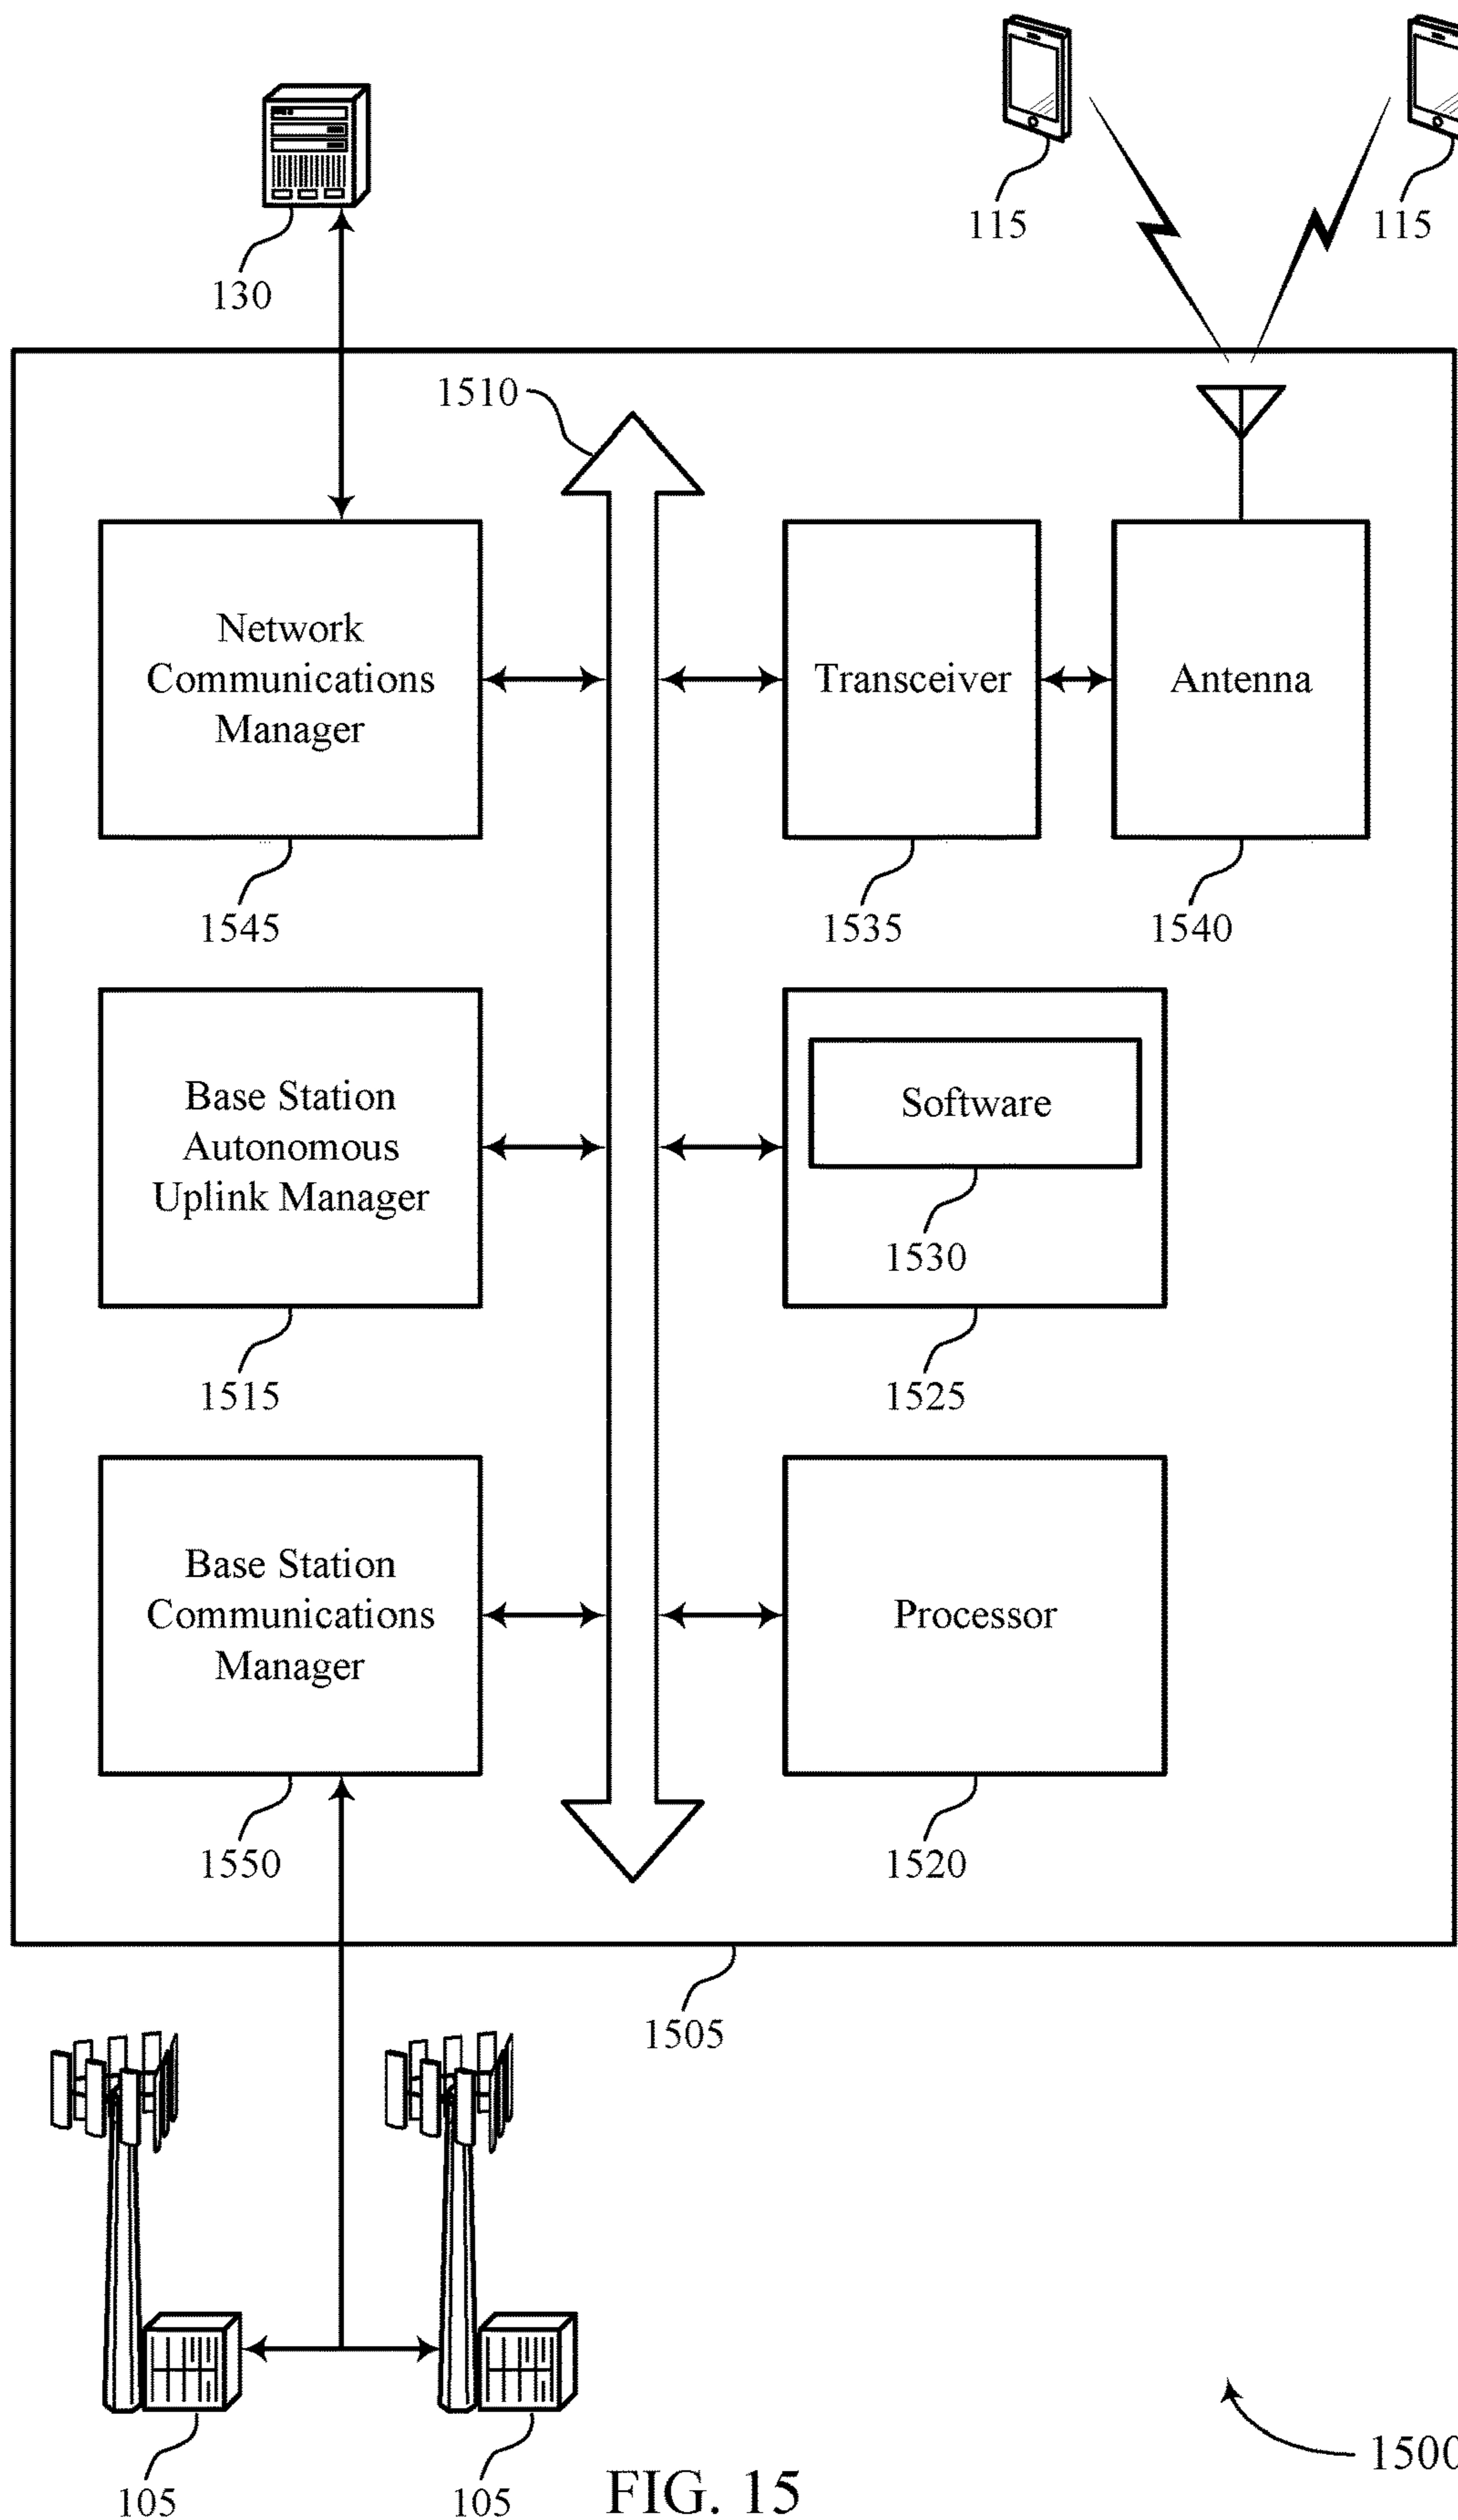 115
115
130
1510
Network
Communications
Manager
Transceiver
Antenna
1545
1535
1540
Base Station
Autonomous
Uplink Manager
Software
1530
1515
1525
Base Station
Communications
Manager
Processor
1550
1520
1505
105
105
1500
FIG. 15